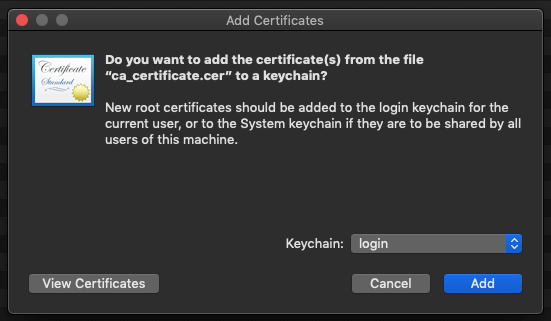 Add Certificates
Certificate
Standard
Do you want to add the certificate(s) from the file
“ca_certificate.cer” to a keychain?
New root certificates should be added to the login keychain for the
current user, or to the System keychain if they are to be shared by all
users of this machine.
Keychain: login
View Certificates Cancel Add